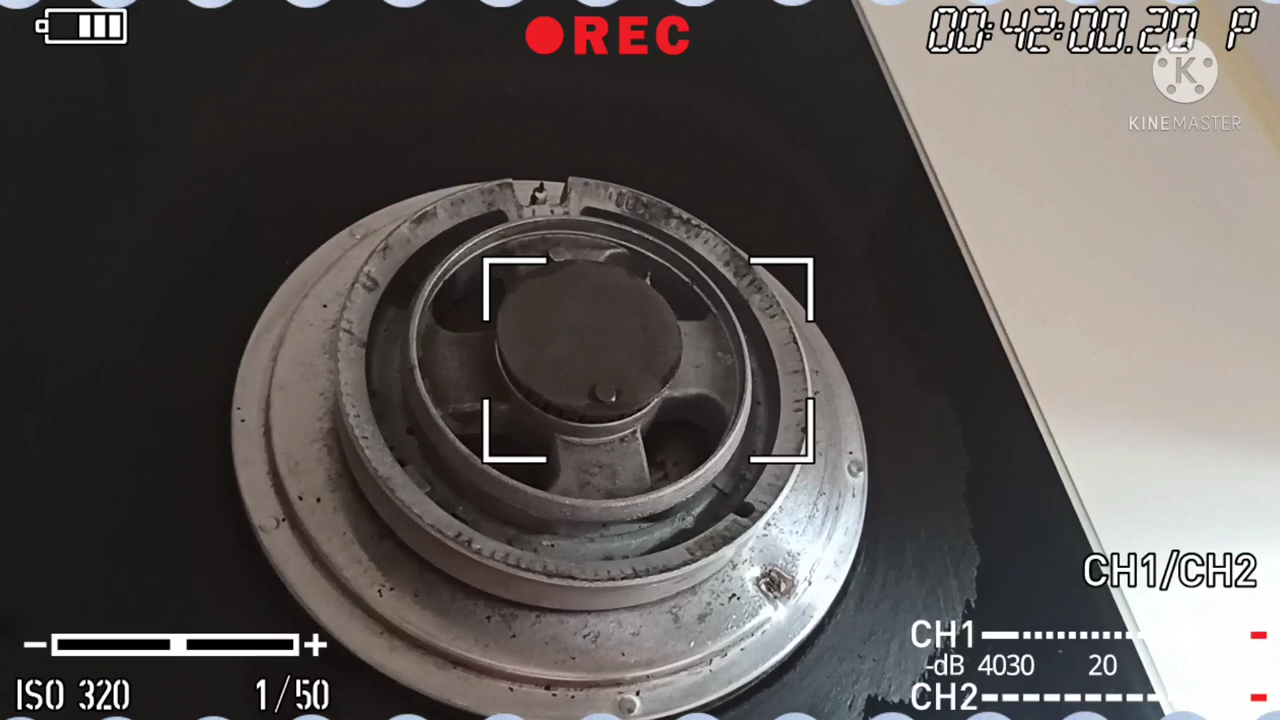 REC
00:42:00.20 P
K
KINEMASTER
CH1/CH2
CH1
-dB 4030 20
CH2
- +
ISO 320 1/50